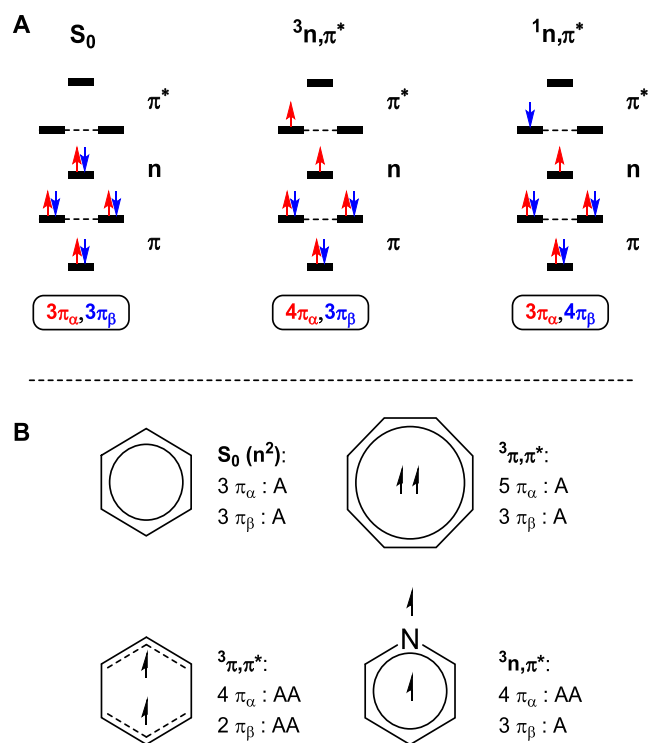 A
S₀ ³n,π* ¹n,π*
π* π* π*
n n n
π π π
3πα,3πβ 4πα,3πβ 3πα,4πβ
B
S₀ (n²):
3 πα : A
3 πβ : A
³π,π*:
5 πα : A
3 πβ : A
³π,π*:
4 πα : AA
2 πβ : AA
N
³n,π*:
4 πα : AA
3 πβ : A